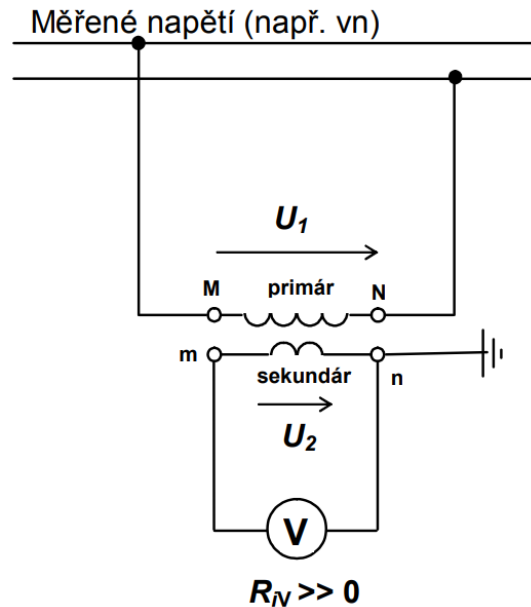 Měřené napětí (např. vn)
U1
M primár N
m sekundár n
U2
V
RiV >> 0